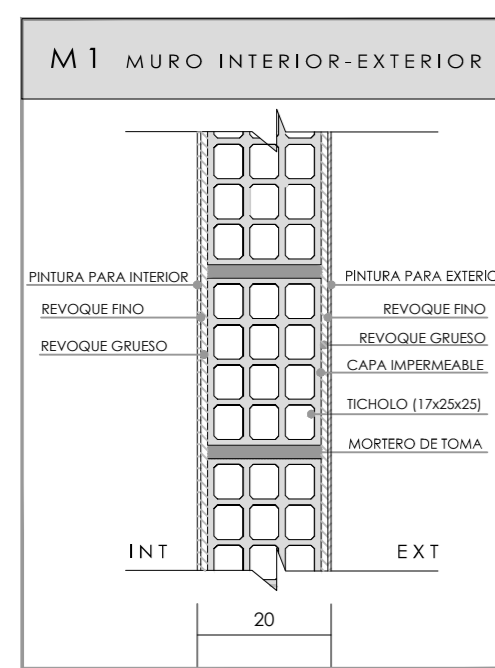 M1 MURO INTERIOR-EXTERIOR
PINTURA PARA INTERIOR
REVOQUE FINO
REVOQUE GRUESO
PINTURA PARA EXTERIO
REVOQUE FINO
REVOQUE GRUESO
CAPA IMPERMEABLE
TICHOLO (17x25x25)
MORTERO DE TOMA
INT
EXT
20